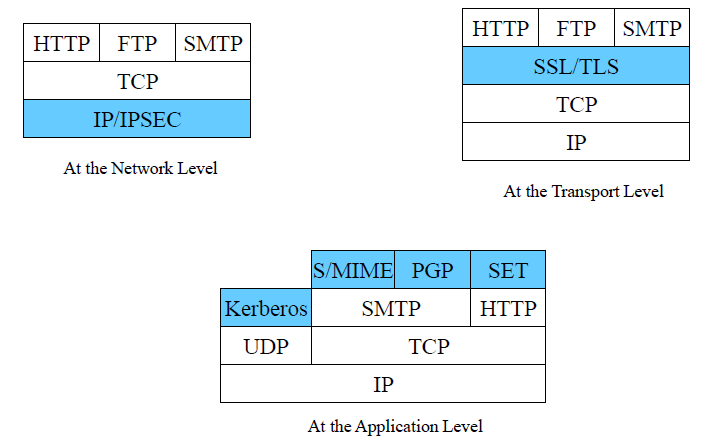 HTTP FTP SMTP
TCP
IP/IPSEC
At the Network Level
HTTP FTP SMTP
SSL/TLS
TCP
IP
At the Transport Level
S/MIME PGP SET
Kerberos SMTP HTTP
UDP TCP
IP
At the Application Level